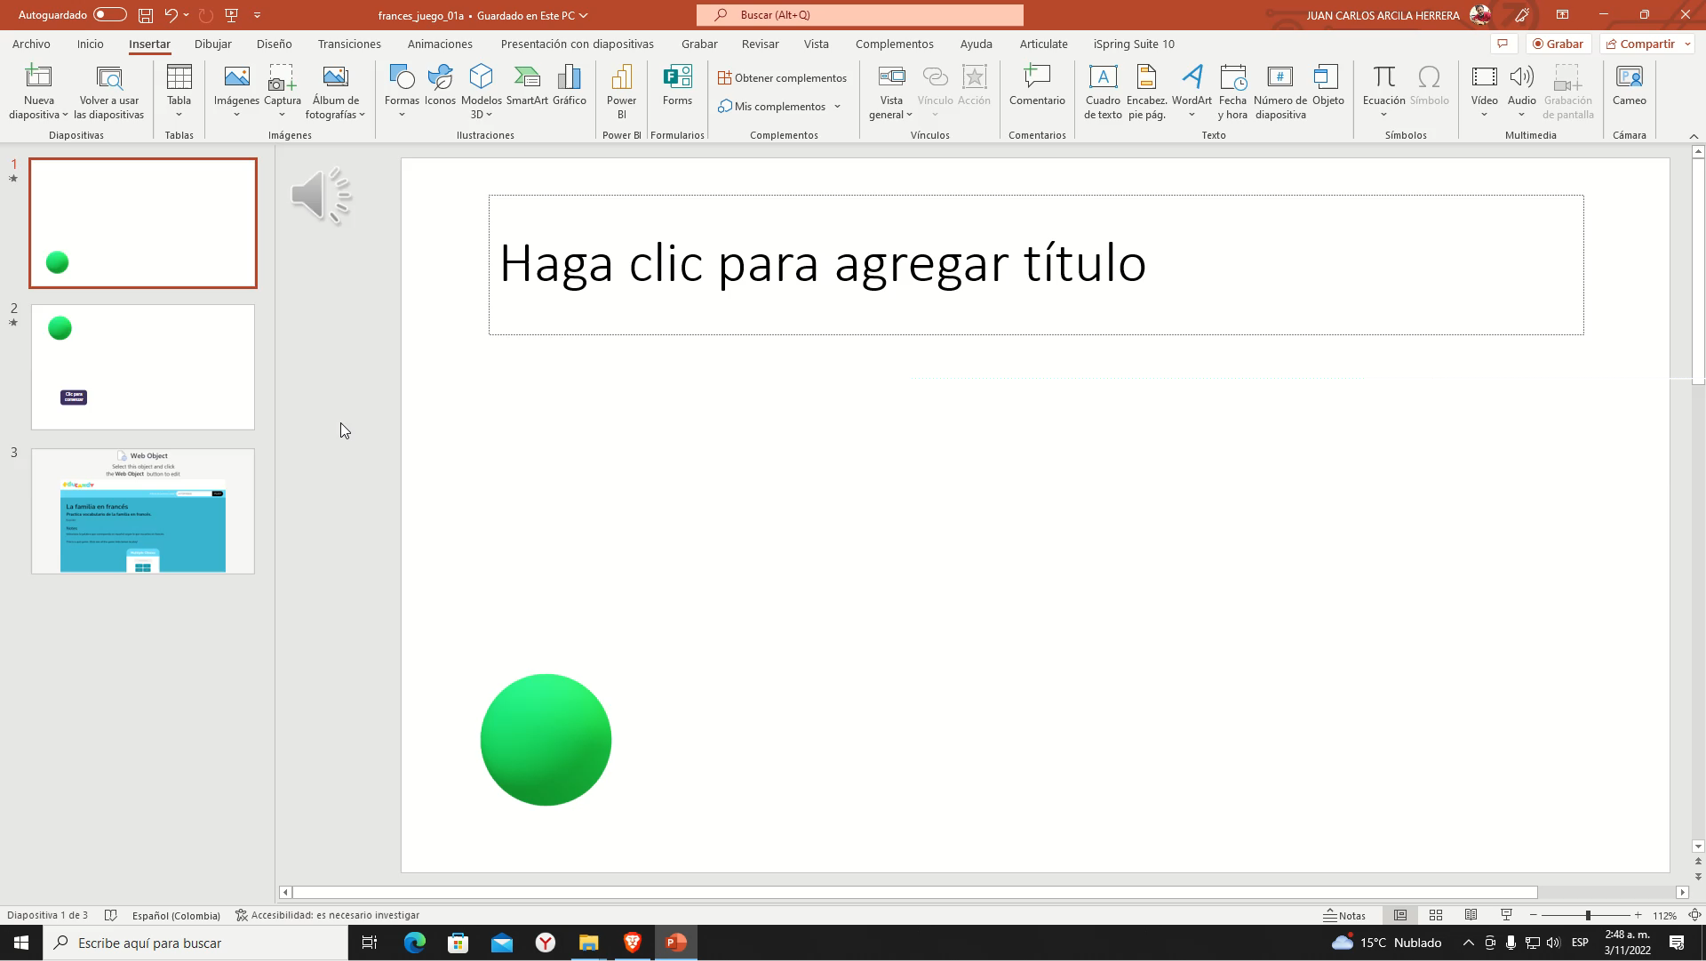 Autoguardado
frances_juego_01a • Guardado en Este PC
Buscar (Alt+Q)
JUAN CARLOS ARCILA HERRERA
Archivo Inicio Insertar Dibujar Diseño Transiciones Animaciones Presentación con diapositivas Grabar Revisar Vista Complementos Ayuda Articulate iSpring Suite 10 Grabar Compartir
Nueva diapositiva
Volver a usar las diapositivas
Diapositivas
Tabla
Tablas
Imágenes
Captura
Álbum de fotografías
Imágenes
Formas
Iconos
Modelos 3D
SmartArt
Gráfico
Ilustraciones
Power BI
Power BI
Forms
Formularios
Obtener complementos
Mis complementos
Complementos
Vista general
Vínculo
Acción
Vínculos
Comentario
Comentarios
Cuadro de texto
Encabez. pie pág.
WordArt
Fecha y hora
Número de diapositiva
Objeto
Texto
Ecuación
Símbolo
Símbolos
Vídeo
Audio
Grabación de pantalla
Multimedia
Cameo
Cámara
1
2
Clic para
comenzar
3
Web Object
Select this object and click
the Web Object button to edit
La familia en francés
Practica vocabulario de la familia en francés
Haga clic para agregar título
Diapositiva 1 de 3 Español (Colombia) Accesibilidad: es necesario investigar Notas 112%
Escribe aquí para buscar
15°C Nublado
ESP
2:48 a. m.
3/11/2022